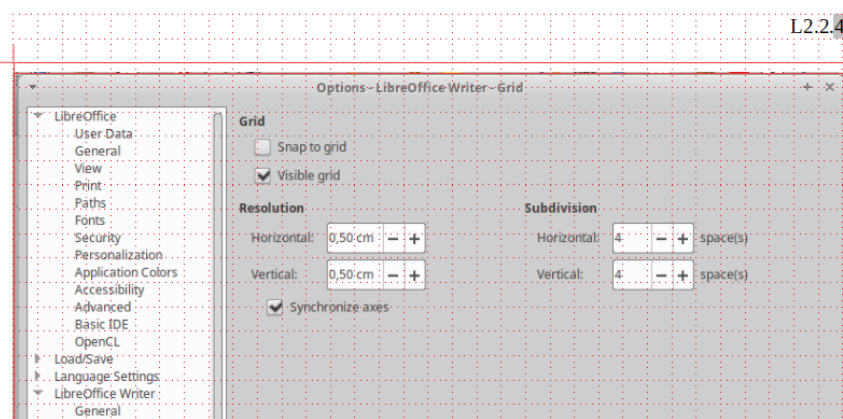 L2.2.4
Options - LibreOffice Writer - Grid
LibreOffice
User Data
General
View
Print
Paths
Fonts
Security
Personalization
Application Colors
Accessibility
Advanced
Basic IDE
OpenCL
Load/Save
Language Settings
LibreOffice Writer
General
Grid
Snap to grid
Visible grid
Resolution
Horizontal: 0,50 cm
Vertical: 0,50 cm
Synchronize axes
Subdivision
Horizontal: 4 space(s)
Vertical: 4 space(s)